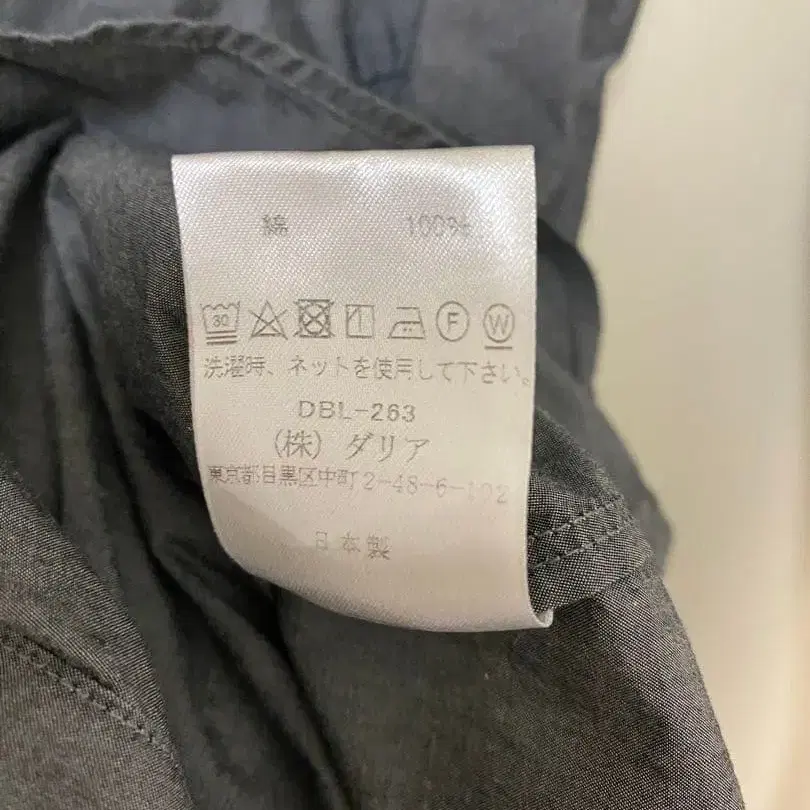 綿 100%
30 F W
洗濯時、ネットを使用して下さい。
DBL-263
(株) ダリア
東京都目黒区中町2-48-6-102
日本製